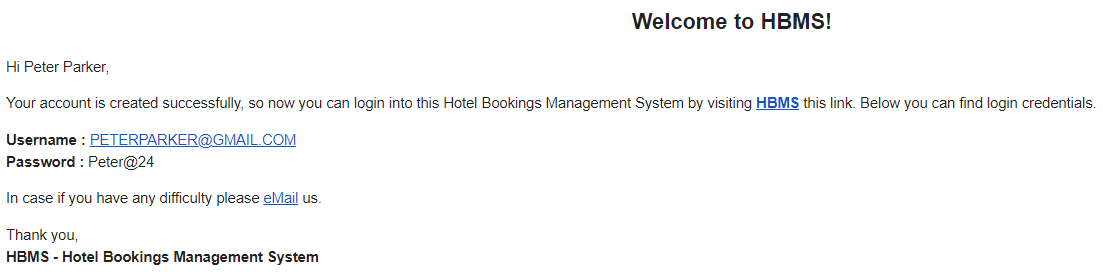 Welcome to HBMS!
Hi Peter Parker,
Your account is created successfully, so now you can login into this Hotel Bookings Management System by visiting HBMS this link. Below you can find login credentials.
Username : PETERPARKER@GMAIL.COM
Password : Peter@24
In case if you have any difficulty please eMail us.
Thank you,
HBMS - Hotel Bookings Management System